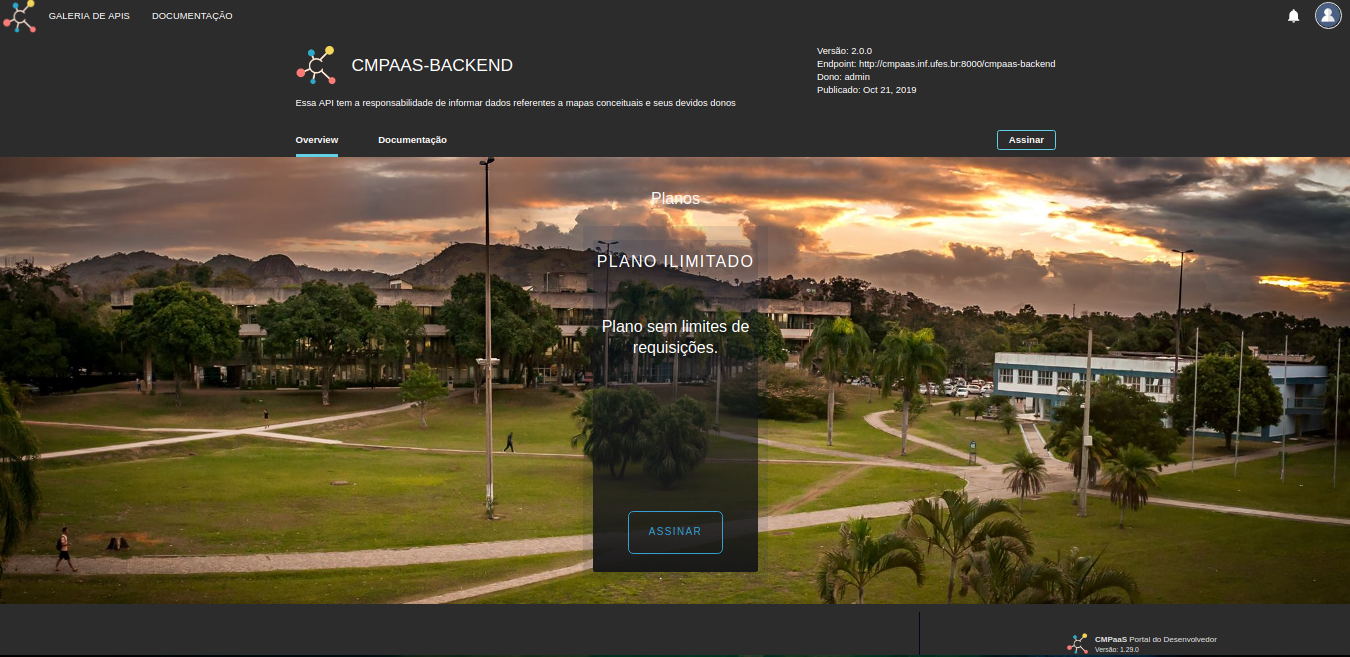 GALERIA DE APIS
DOCUMENTAÇÃO
CMPAAS-BACKEND
Essa API tem a responsabilidade de informar dados referentes a mapas conceituais e seus devidos donos
Versão: 2.0.0
Endpoint: http://cmpaas.inf.ufes.br:8000/cmpaas-backend
Dono: admin
Publicado: Oct 21, 2019
Overview
Documentação
Assinar
Planos
PLANO ILIMITADO
Plano sem limites de
requisições.
ASSINAR
CMPaaS Portal do Desenvolvedor
Versão: 1.29.0